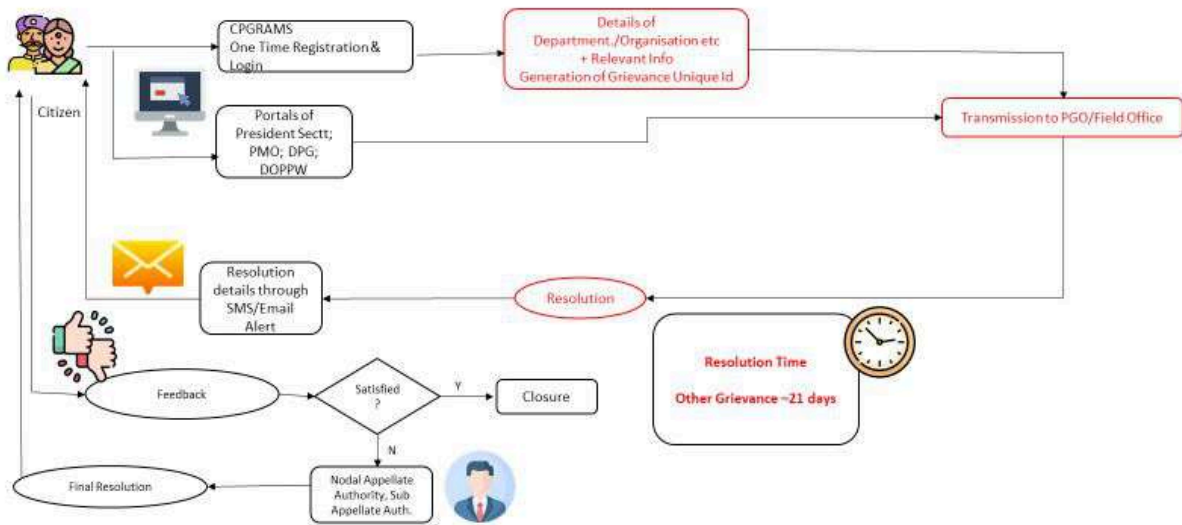 CPGRAMS
One Time Registration &
Login
Details of
Department./Organisation etc
+ Relevant Info
Generation of Grievance Unique Id
Citizen
Portals of
President Sectt;
PMO; DPG;
DOPPW
Transmission to PGO/Field Office
Resolution
details through
SMS/Email
Alert
Resolution
Resolution Time
Other Grievance –21 days
Feedback
Satisfied
?
Y
Closure
N
Final Resolution
Nodal Appellate
Authority, Sub
Appellate Auth.